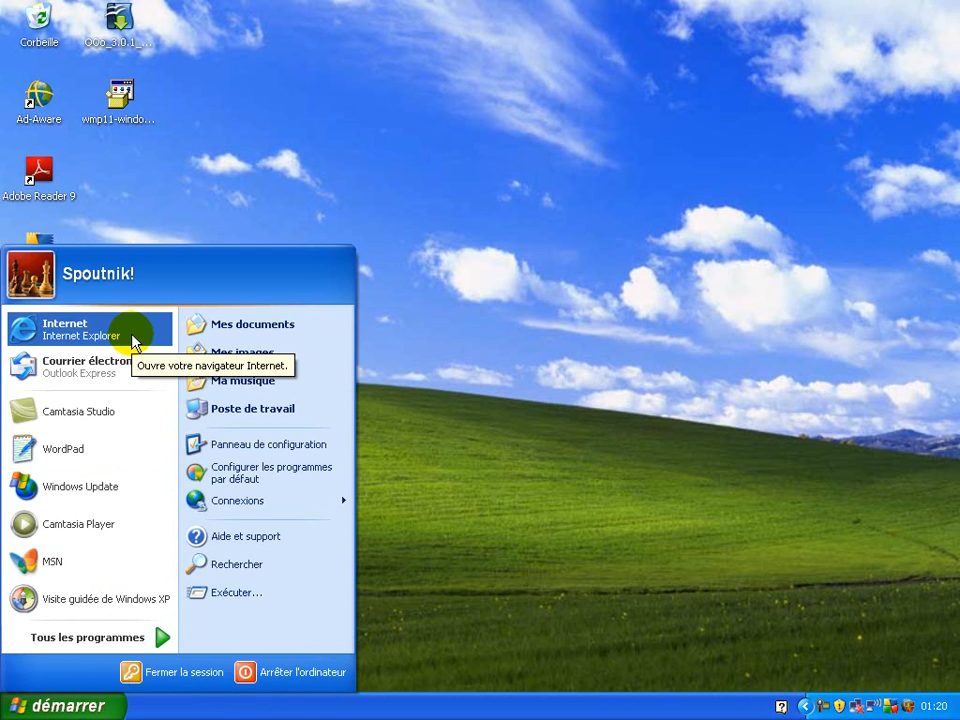 Corbeille
OOo_3.0.1_...
Ad-Aware
wmp11-windo...
Adobe Reader 9
Spoutnik!
Internet
Internet Explorer
Courrier électron
Outlook Express
Ouvre votre navigateur Internet.
Camtasia Studio
WordPad
Windows Update
Camtasia Player
MSN
Visite guidée de Windows XP
Tous les programmes
Mes documents
Mes images
Ma musique
Poste de travail
Panneau de configuration
Configurer les programmes
par défaut
Connexions
Aide et support
Rechercher
Exécuter...
Fermer la session
Arrêter l'ordinateur
démarrer
01:20